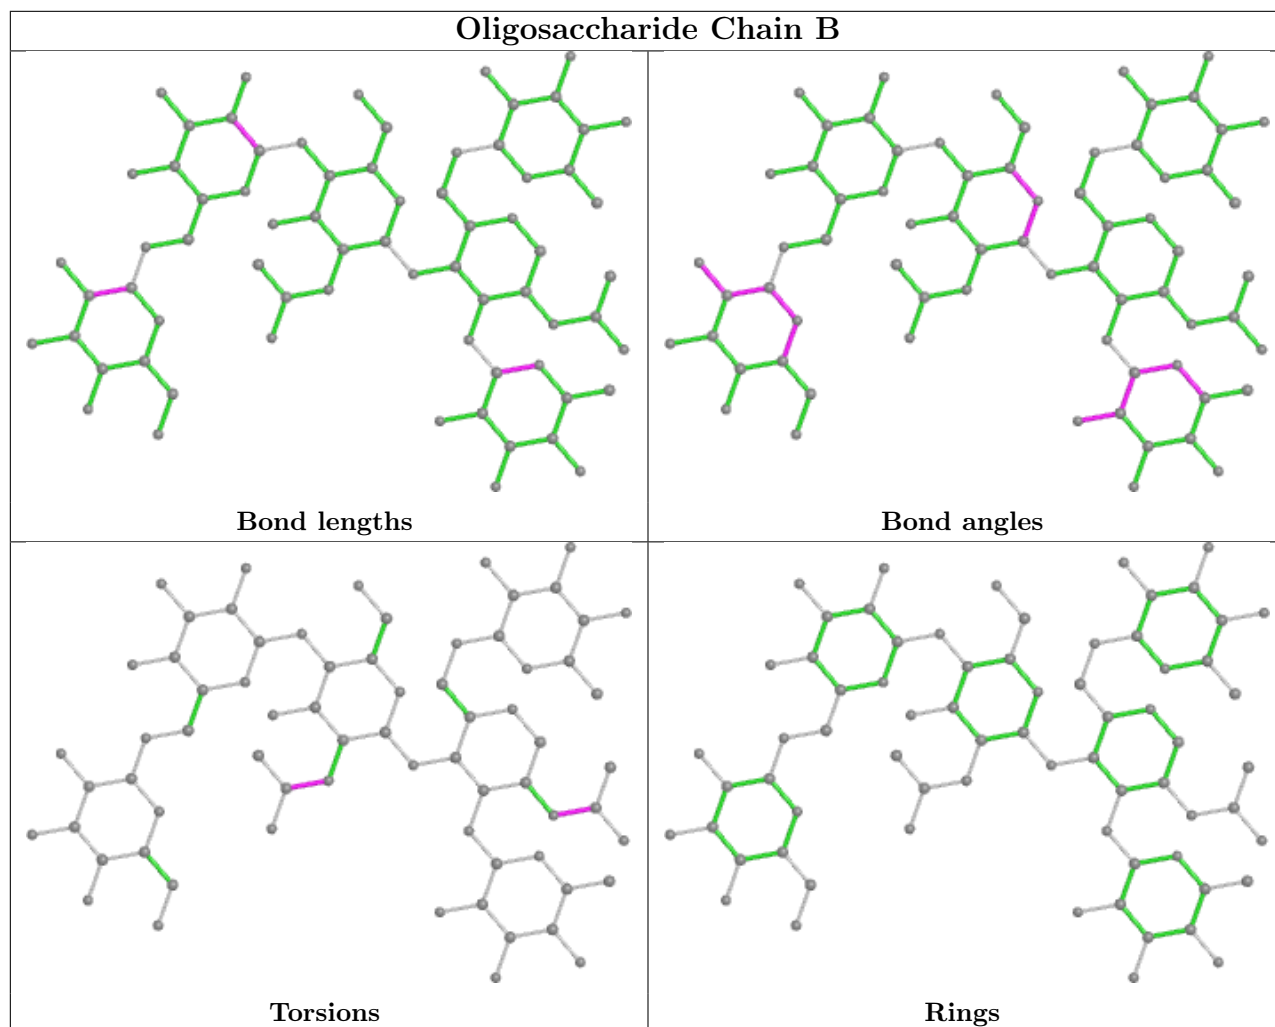 Oligosaccharide Chain B
Bond lengths
Bond angles
Torsions
Rings